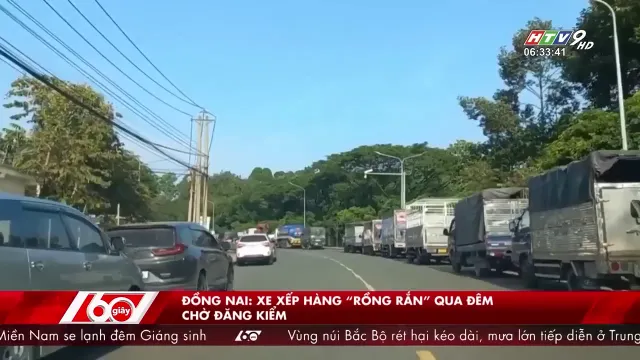 HTV9 HD
06:33:41
60 giây
ĐỒNG NAI: XE XẾP HÀNG “RỒNG RẮN” QUA ĐÊM
CHỜ ĐĂNG KIỂM
Miền Nam se lạnh đêm Giáng sinh 60 Vùng núi Bắc Bộ rét hại kéo dài, mưa lớn tiếp diễn ở Trung